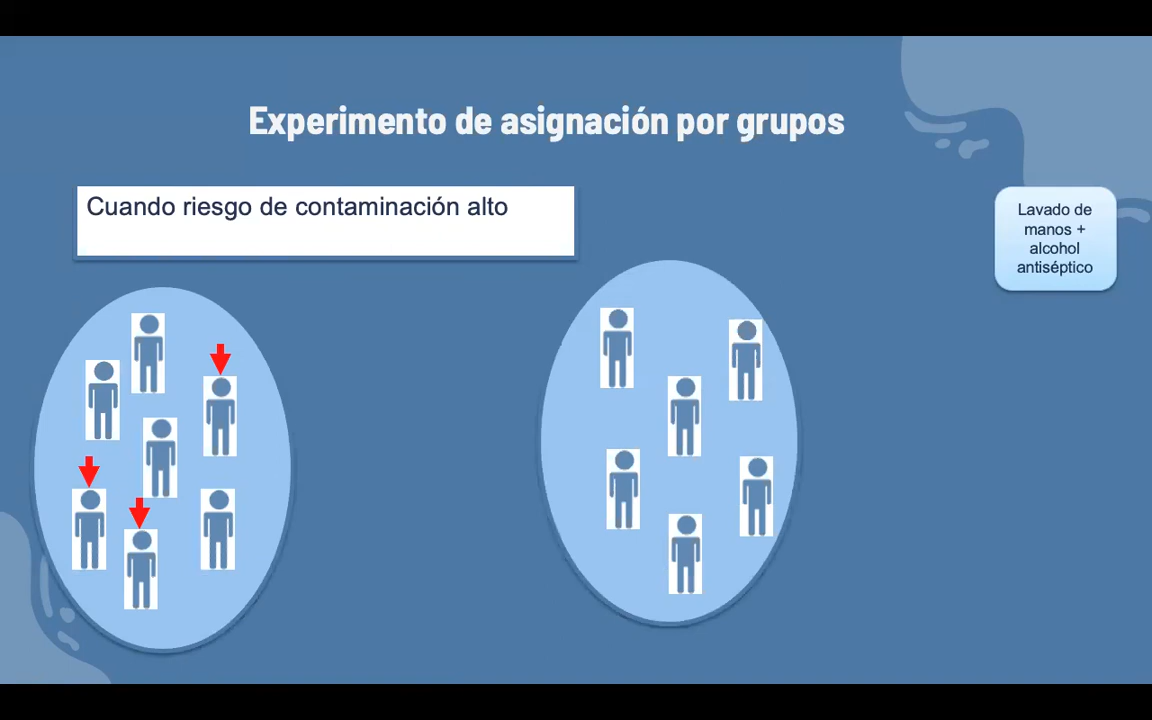 Experimento de asignación por grupos
Cuando riesgo de contaminación alto
Lavado de
manos +
alcohol
antiséptico